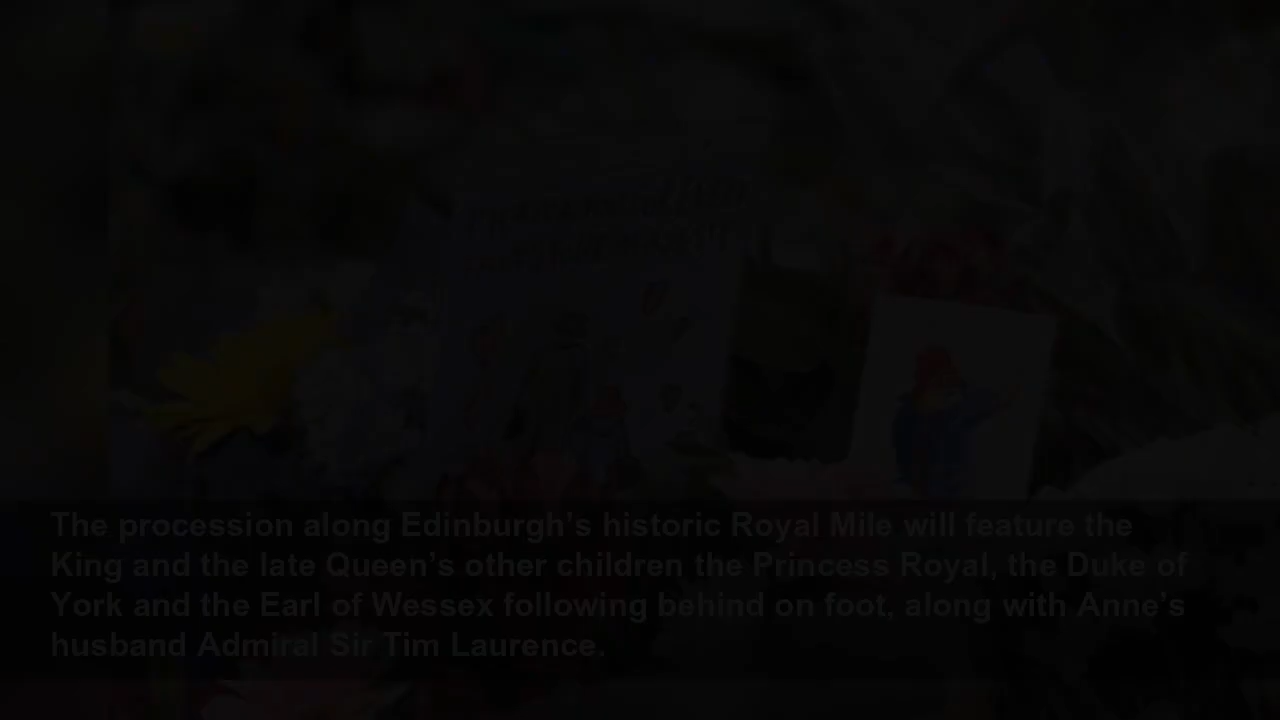 The procession along Edinburgh’s historic Royal Mile will feature the
King and the late Queen’s other children the Princess Royal, the Duke of
York and the Earl of Wessex following behind on foot, along with Anne’s
husband Admiral Sir Tim Laurence.